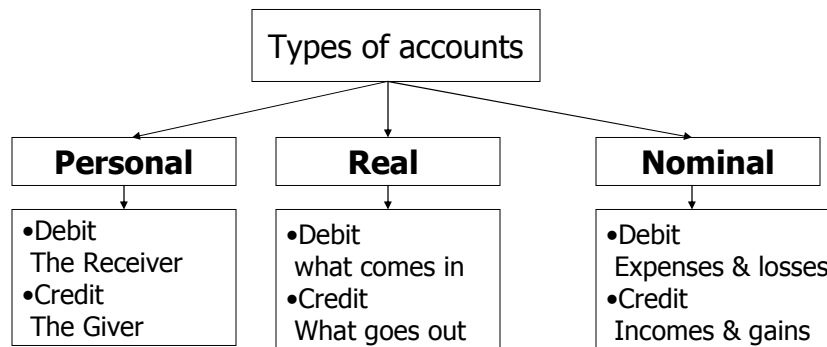 Types of accounts
Personal
Real
Nominal
•Debit
The Receiver
•Credit
The Giver
•Debit
what comes in
•Credit
What goes out
•Debit
Expenses & losses
•Credit
Incomes & gains